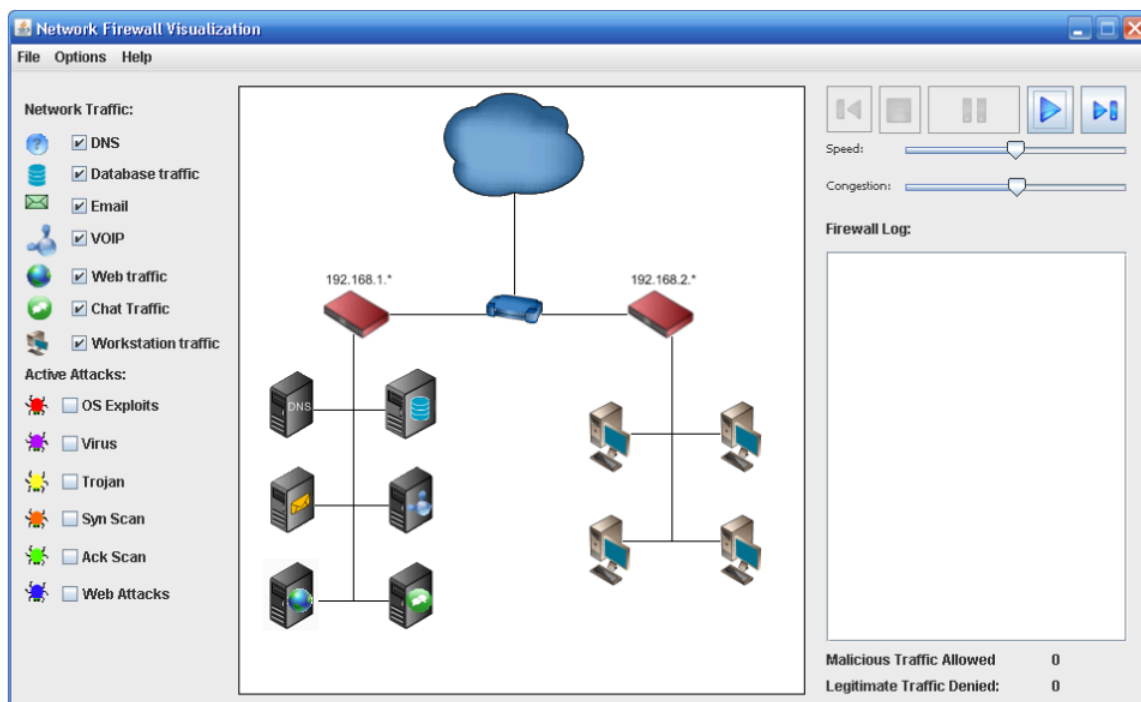 Network Firewall Visualization
File Options Help
Network Traffic:
DNS
Database traffic
Email
VOIP
Web traffic
Chat Traffic
Workstation traffic
Active Attacks:
OS Exploits
Virus
Trojan
Syn Scan
Ack Scan
Web Attacks
192.168.1.*
192.168.2.*
DNS
Speed:
Congestion:
Firewall Log:
Malicious Traffic Allowed 0
Legitimate Traffic Denied: 0